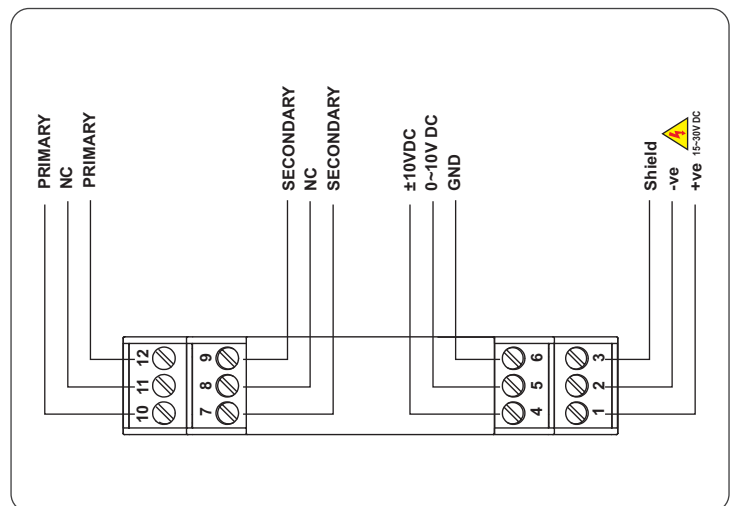 PRIMARY
NC
PRIMARY
SECONDARY
NC
SECONDARY
±10VDC
0~10V DC
GND
Shield
-ve
+ve
15~30V DC
10
11
12
7
8
9
4
5
6
1
2
3